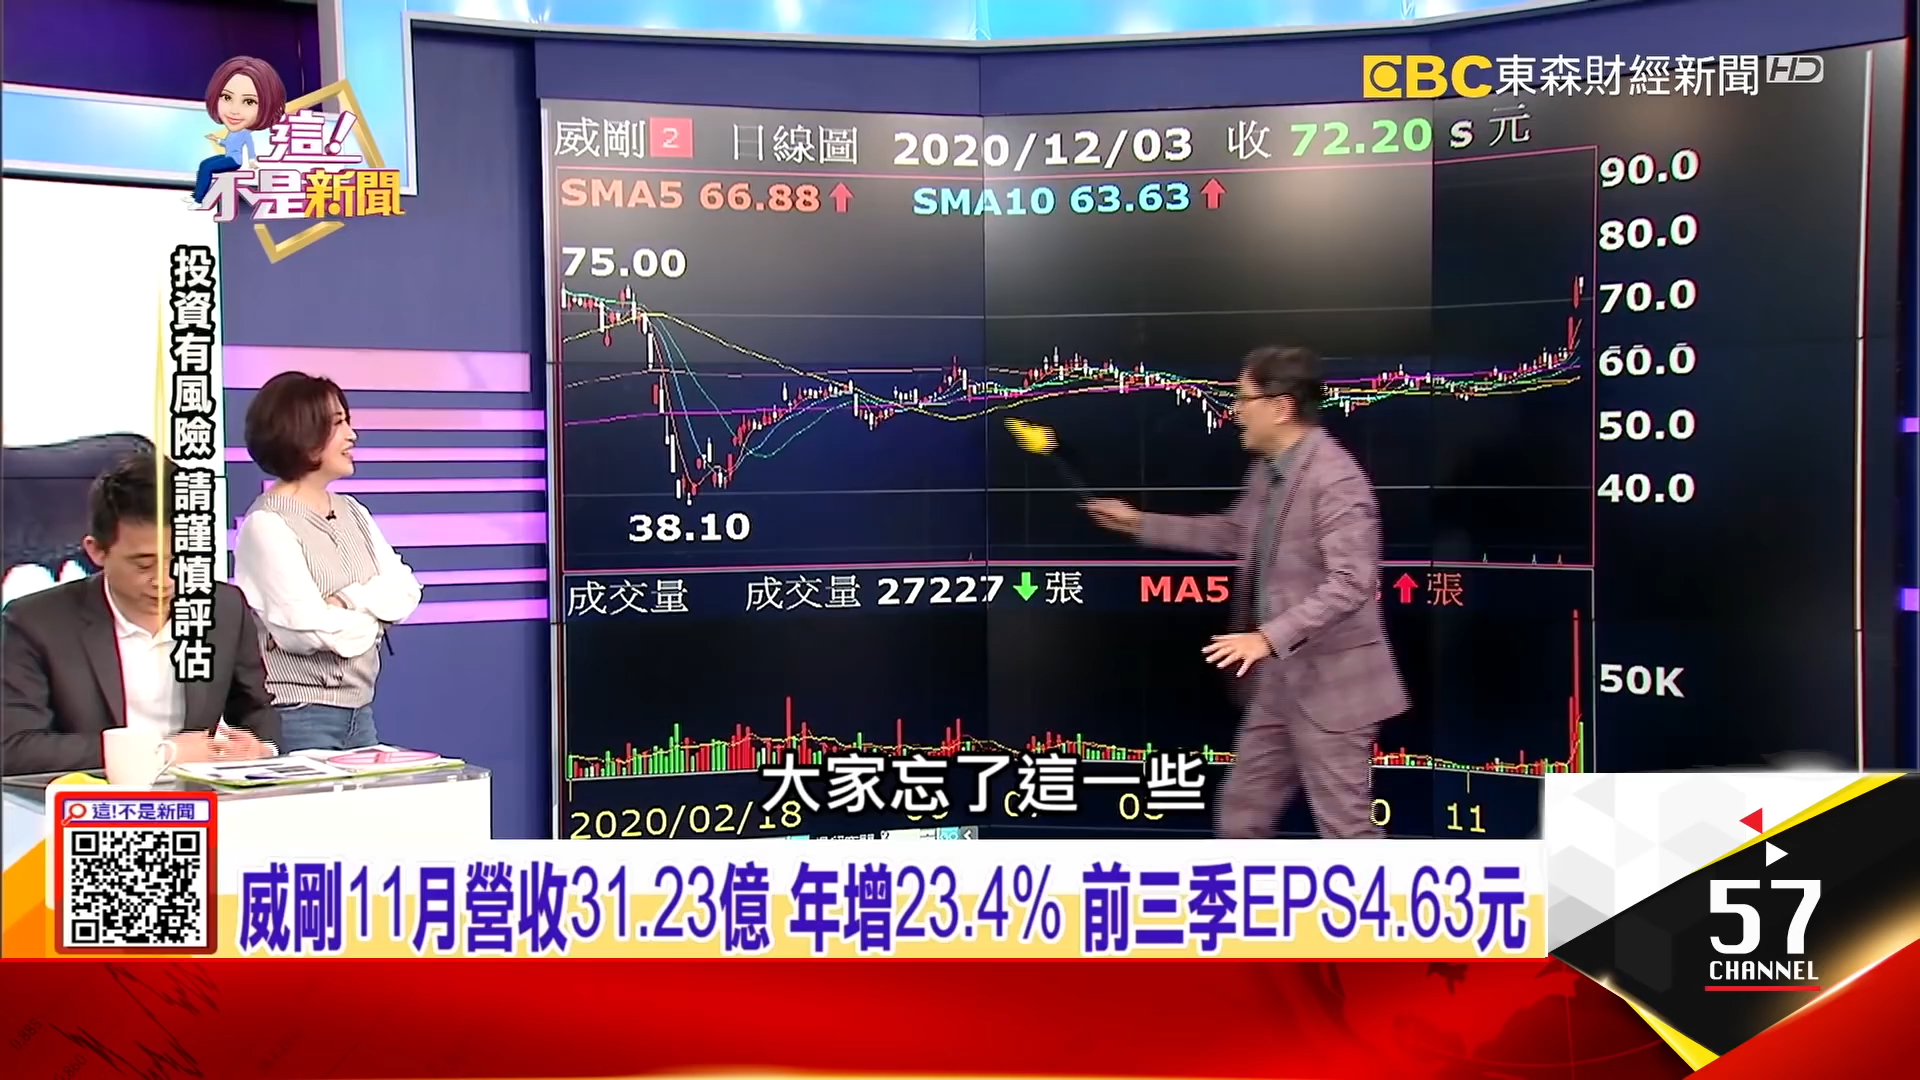 EBC東森財經新聞HD
這!
不是新聞
投資有風險 請謹慎評估
威剛 2 日線圖 2020/12/03 收 72.20 s 元
SMA5 66.88↑ SMA10 63.63↑
90.0
80.0
75.00
70.0
60.0
50.0
40.0
38.10
成交量 成交量 27227↓張 MA5 ↑張
50K
大家忘了這一些
2020/02/18 11
這!不是新聞
威剛11月營收31.23億 年增23.4% 前三季EPS4.63元
57
CHANNEL